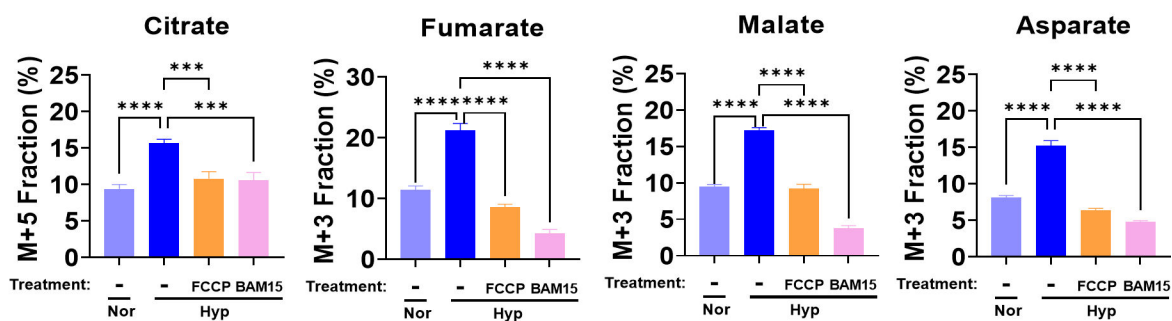 Citrate
M+5 Fraction (%)
25
20
15
10
5
0
***
**** ***
Treatment: - - FCCP BAM15
Nor Hyp
Fumarate
M+3 Fraction (%)
30
20
10
0
****
**** ****
Treatment: - - FCCP BAM15
Nor Hyp
Malate
M+3 Fraction (%)
25
20
15
10
5
0
****
**** ****
Treatment: - - FCCP BAM15
Nor Hyp
Asparate
M+3 Fraction (%)
25
20
15
10
5
0
****
**** ****
Treatment: - - FCCP BAM15
Nor Hyp